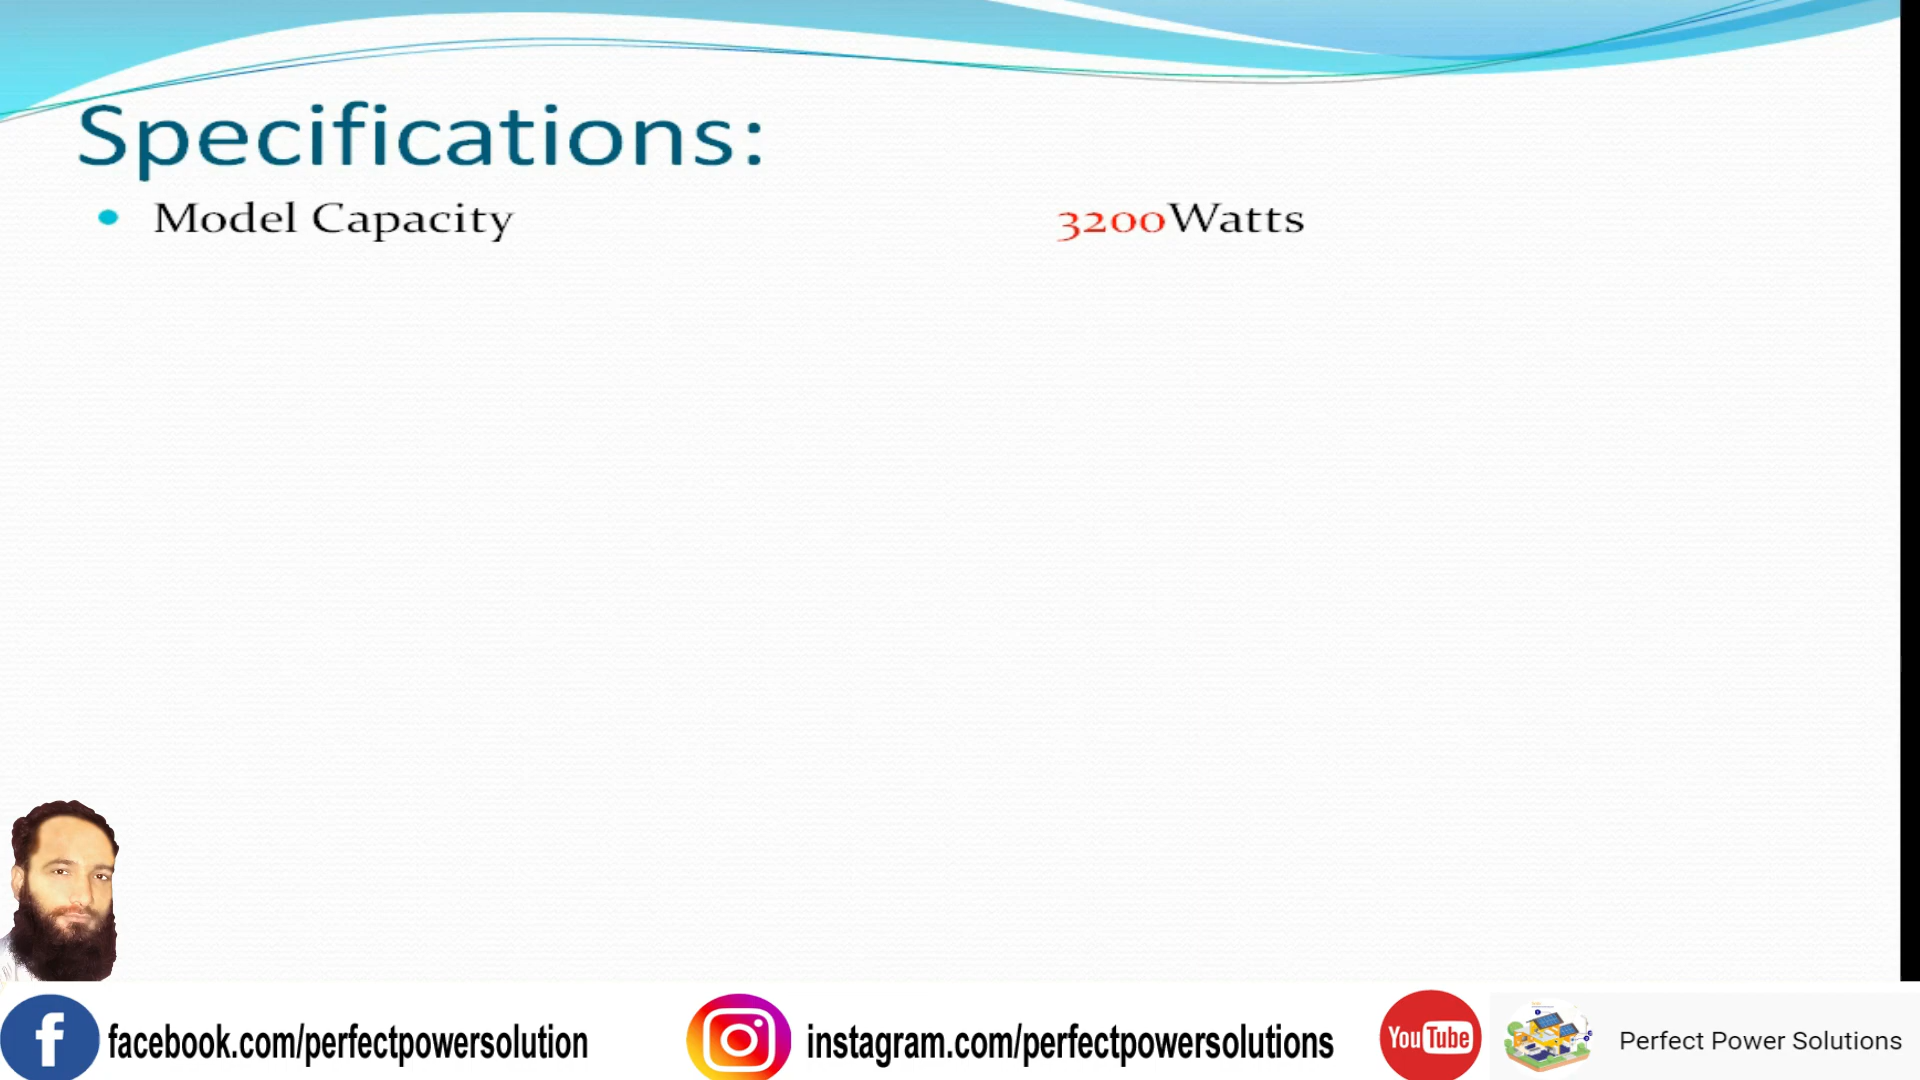 Specifications:
Model Capacity 3200Watts
facebook.com/perfectpowersolution
instagram.com/perfectpowersolutions
YouTube
Perfect Power Solutions